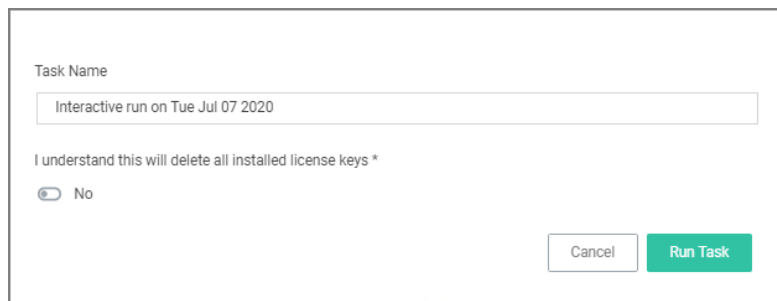 Task Name
Interactive run on Tue Jul 07 2020
I understand this will delete all installed license keys *
No
Cancel
Run Task